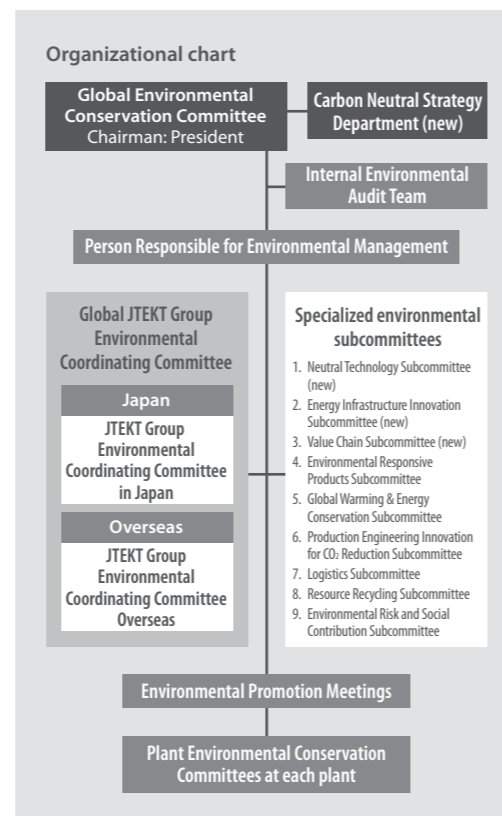 Organizational chart
Global Environmental
Conservation Committee
Chairman: President
Carbon Neutral Strategy
Department (new)
Internal Environmental
Audit Team
Person Responsible for Environmental Management
Global JTEKT Group
Environmental
Coordinating Committee
Japan
JTEKT Group
Environmental
Coordinating Committee
in Japan
Overseas
JTEKT Group
Environmental
Coordinating Committee
Overseas
Specialized environmental
subcommittees
1. Neutral Technology Subcommittee
(new)
2. Energy Infrastructure Innovation
Subcommittee (new)
3. Value Chain Subcommittee (new)
4. Environmental Responsive
Products Subcommittee
5. Global Warming & Energy
Conservation Subcommittee
6. Production Engineering Innovation
for CO₂ Reduction Subcommittee
7. Logistics Subcommittee
8. Resource Recycling Subcommittee
9. Environmental Risk and Social
Contribution Subcommittee
Environmental Promotion Meetings
Plant Environmental Conservation
Committees at each plant